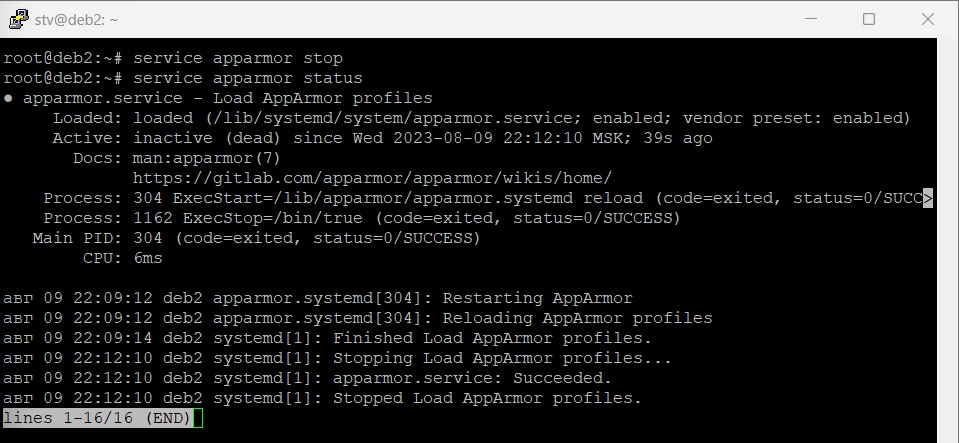 stv@deb2: ~
root@deb2:~# service apparmor stop
root@deb2:~# service apparmor status
● apparmor.service - Load AppArmor profiles
Loaded: loaded (/lib/systemd/system/apparmor.service; enabled; vendor preset: enabled)
Active: inactive (dead) since Wed 2023-08-09 22:12:10 MSK; 39s ago
Docs: man:apparmor(7)
https://gitlab.com/apparmor/apparmor/wikis/home/
Process: 304 ExecStart=/lib/apparmor/apparmor.systemd reload (code=exited, status=0/SUCC>
Process: 1162 ExecStop=/bin/true (code=exited, status=0/SUCCESS)
Main PID: 304 (code=exited, status=0/SUCCESS)
CPU: 6ms
авг 09 22:09:12 deb2 apparmor.systemd[304]: Restarting AppArmor
авг 09 22:09:12 deb2 apparmor.systemd[304]: Reloading AppArmor profiles
авг 09 22:09:14 deb2 systemd[1]: Finished Load AppArmor profiles.
авг 09 22:12:10 deb2 systemd[1]: Stopping Load AppArmor profiles...
авг 09 22:12:10 deb2 systemd[1]: apparmor.service: Succeeded.
авг 09 22:12:10 deb2 systemd[1]: Stopped Load AppArmor profiles.
lines 1-16/16 (END)